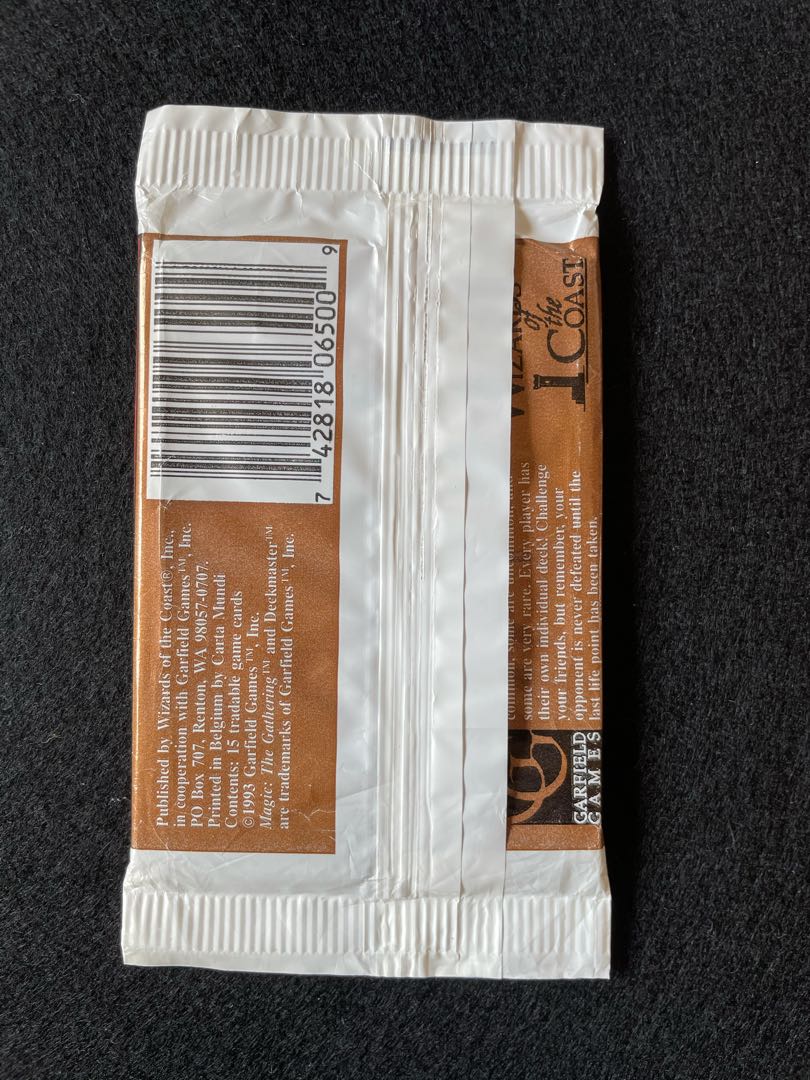 7 42818 06500 9
Published by Wizards of the Coast®, Inc.,
in cooperation with Garfield Games™, Inc.
PO Box 707, Renton, WA 98057-0707.
Printed in Belgium by Carta Mundi
Contents: 15 tradable game cards
©1993 Garfield Games™, Inc.
Magic: The Gathering™ and Deckmaster™
are trademarks of Garfield Games™, Inc.
WIZARDS
of
the
COAST
some are very rare. Every player has
their own individual deck! Challenge
your friends, but remember, your
opponent is never defeated until the
last life point has been taken.
GARFIELD
GAMES